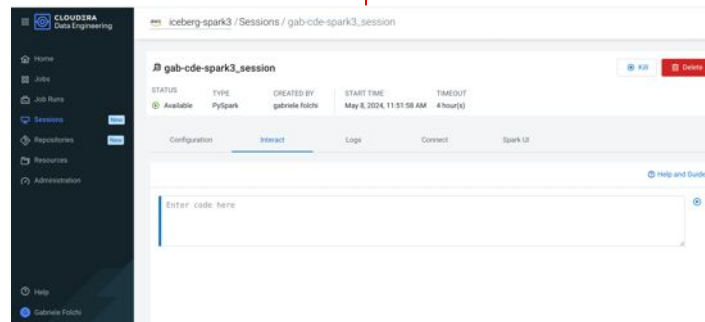 CLOUDERA
Data Engineering
Home
Jobs
Job Runs
Sessions New
Repositories New
Resources
Administration
Help
Gabriele Folchi
iceberg-spark3 / Sessions / gab-cde-spark3_session
gab-cde-spark3_session
Kill Delete
STATUS TYPE CREATED BY START TIME TIMEOUT
Available PySpark gabriele folchi May 8, 2024, 11:51:58 AM 4 hour(s)
Configuration Interact Logs Connect Spark UI
Help and Guide
Enter code here